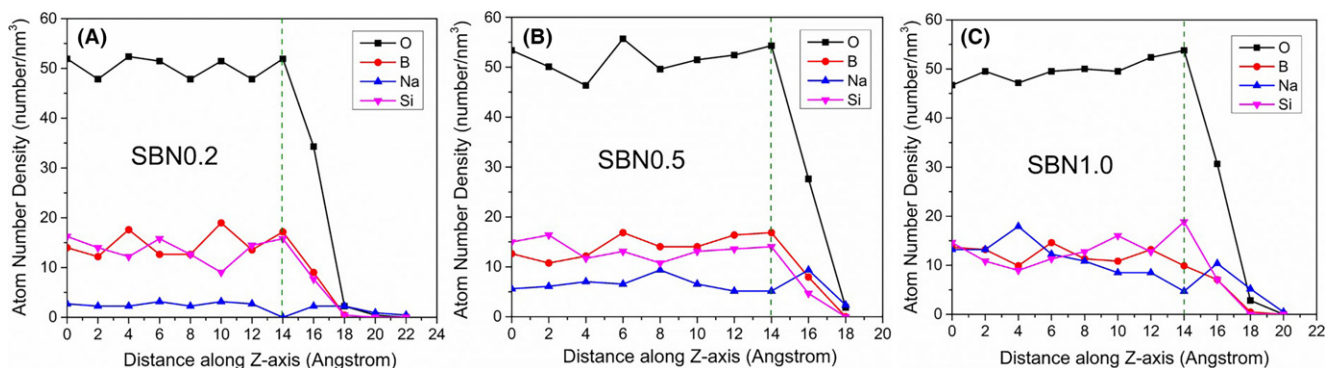 (A)
O
B
Na
Si
SBN0.2
Atom Number Density (number/nm³)
60
50
40
30
20
10
0
0 2 4 6 8 10 12 14 16 18 20 22 24
Distance along Z-axis (Angstrom)
(B)
O
B
Na
Si
SBN0.5
Atom Number Density (number/nm³)
60
50
40
30
20
10
0
0 2 4 6 8 10 12 14 16 18 20
Distance along Z-axis (Angstrom)
(C)
O
B
Na
Si
SBN1.0
Atom Number Density (number/nm³)
60
50
40
30
20
10
0
0 2 4 6 8 10 12 14 16 18 20 22
Distance along Z-axis (Angstrom)